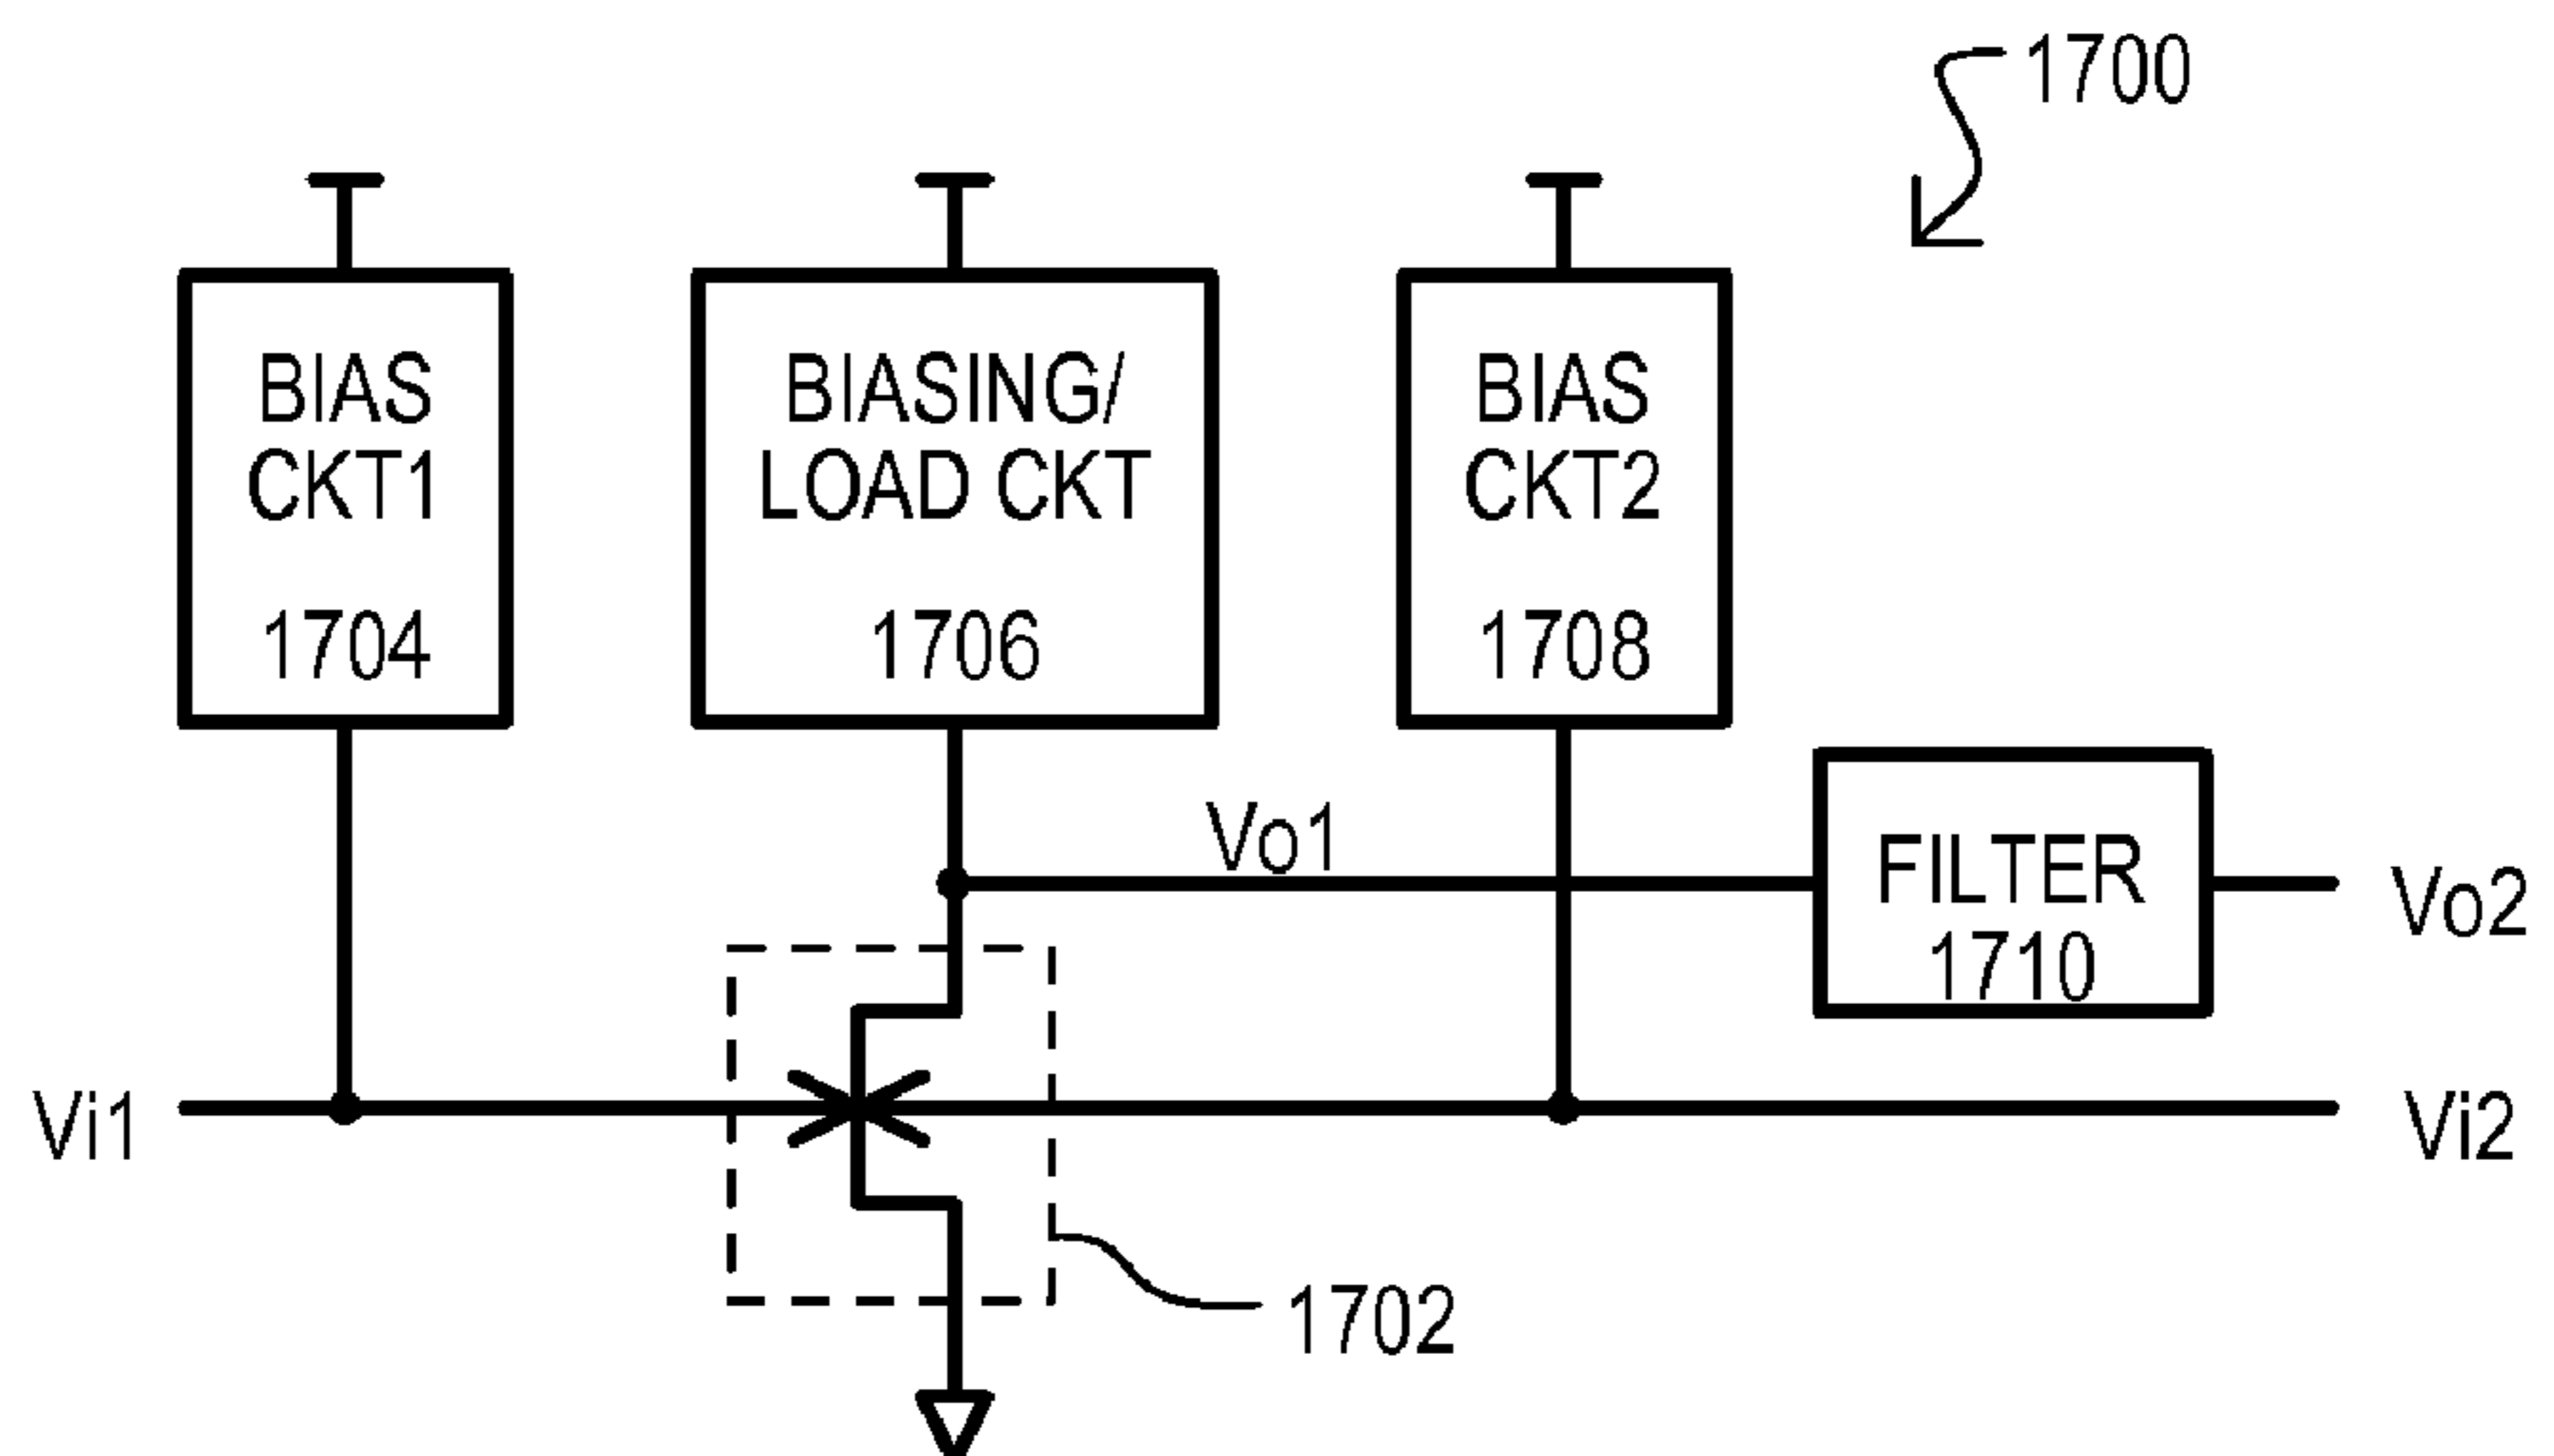 1700
BIAS
CKT1
1704
BIASING/
LOAD CKT
1706
BIAS
CKT2
1708
Vo1
FILTER
1710
Vo2
Vi1
Vi2
1702